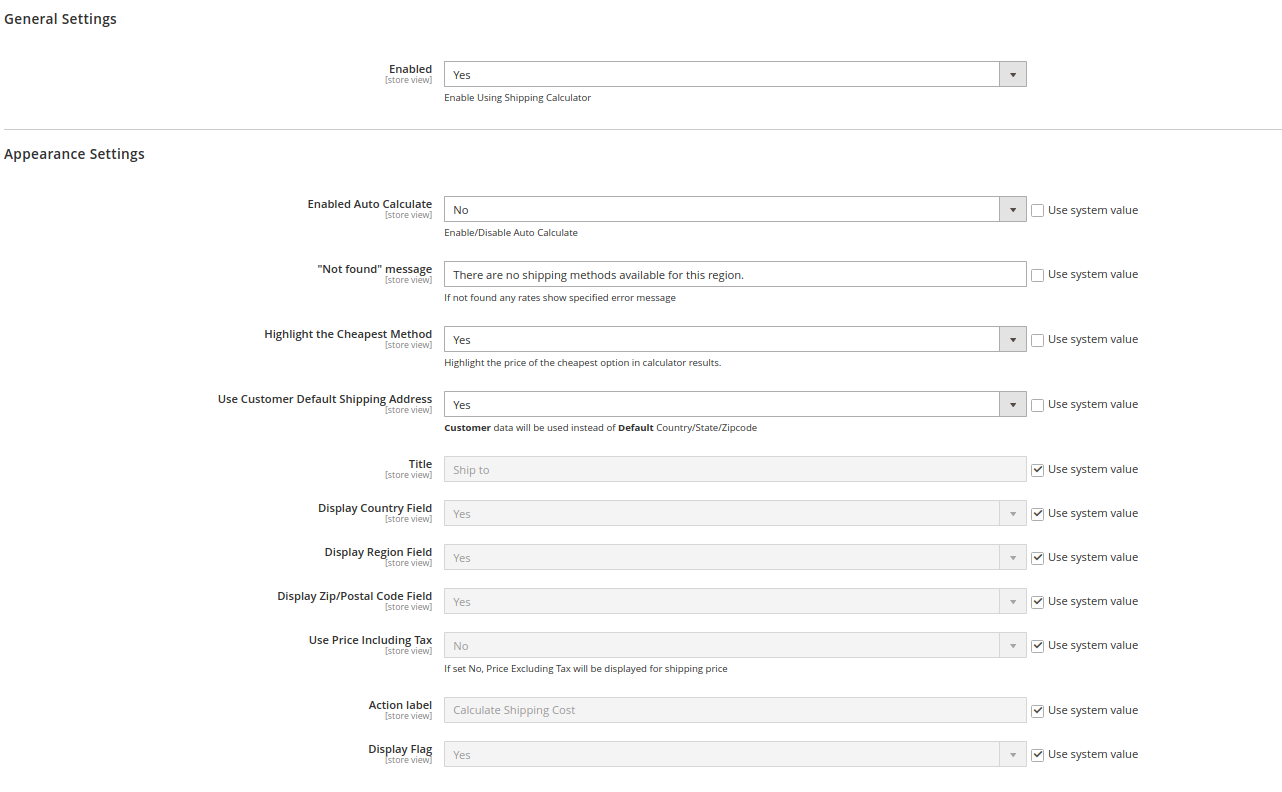 General Settings
Enabled
[store view]
Yes
Enable Using Shipping Calculator
Appearance Settings
Enabled Auto Calculate
[store view]
No
Use system value
Enable/Disable Auto Calculate
"Not found" message
[store view]
There are no shipping methods available for this region.
Use system value
If not found any rates show specified error message
Highlight the Cheapest Method
[store view]
Yes
Use system value
Highlight the price of the cheapest option in calculator results.
Use Customer Default Shipping Address
[store view]
Yes
Use system value
Customer data will be used instead of Default Country/State/Zipcode
Title
[store view]
Ship to
Use system value
Display Country Field
[store view]
Yes
Use system value
Display Region Field
[store view]
Yes
Use system value
Display Zip/Postal Code Field
[store view]
Yes
Use system value
Use Price Including Tax
[store view]
No
Use system value
If set No, Price Excluding Tax will be displayed for shipping price
Action label
[store view]
Calculate Shipping Cost
Use system value
Display Flag
[store view]
Yes
Use system value